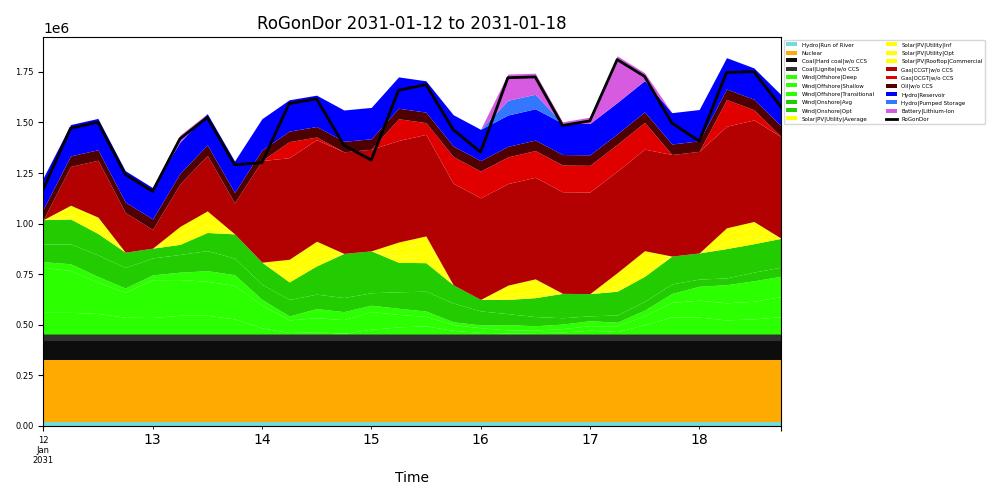 RoGonDor 2031-01-12 to 2031-01-18
1e6
1.75
1.50
1.25
1.00
0.75
0.50
0.25
0.00
12
Jan
2031
13
14
15
16
17
18
Time
Hydro|Run of River
Nuclear
Coal|Hard coal|w/o CCS
Coal|Lignite|w/o CCS
Wind|Offshore|Deep
Wind|Offshore|Shallow
Wind|Offshore|Transitional
Wind|Onshore|Avg
Wind|Onshore|Opt
Solar|PV|Utility|Average
Solar|PV|Utility|Inf
Solar|PV|Utility|Opt
Solar|PV|Rooftop|Commercial
Gas|CCGT|w/o CCS
Gas|OCGT|w/o CCS
Oil|w/o CCS
Hydro|Reservoir
Hydro|Pumped Storage
Battery|Lithium-Ion
RoGonDor